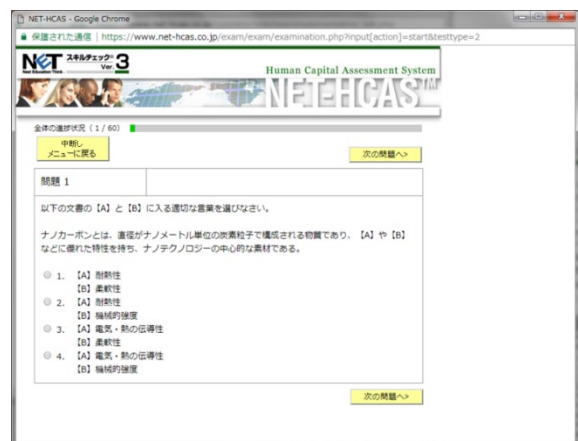 NET-HCAS - Google Chrome
保護された通信 | https://www.net-hcas.co.jp/exam/exam/examination.php?input[action]=start&testtype=2
NET スキルチェック Ver. 3
Human Capital Assessment System
NET-HCAS TM
全体の進捗状況 ( 1 / 60)
中断し
メニューに戻る
次の問題へ>
問題 1
以下の文書の【A】と【B】に入る適切な言葉を選びなさい。
ナノカーボンとは、直径がナノメートル単位の炭素粒子で構成される物質であり、【A】や【B】
などに優れた特性を持ち、ナノテクノロジーの中心的な素材である。
1. 【A】耐熱性
【B】柔軟性
2. 【A】耐熱性
【B】機械的強度
3. 【A】電気・熱の伝導性
【B】柔軟性
4. 【A】電気・熱の伝導性
【B】機械的強度
次の問題へ>